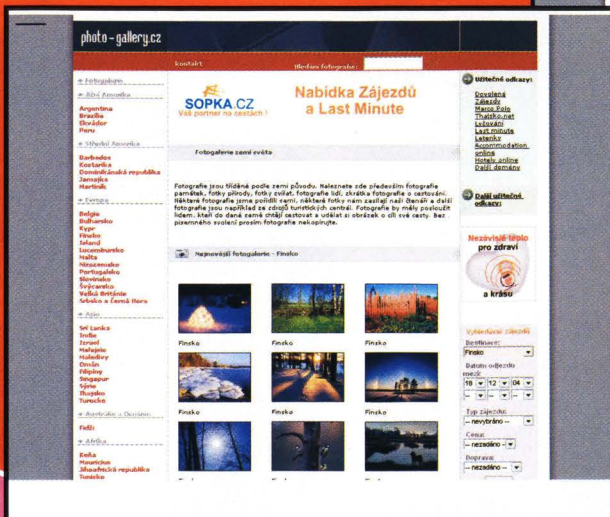 photo-gallery.cz
kontakt
Hledání fotografie:
Fotogalerie
Jižní Amerika
Argentina
Brazílie
Ekvádor
Peru
Střední Amerika
Barbados
Kostarika
Dominikánská republika
Jamajka
Martinik
Evropa
Belgie
Bulharsko
Kypr
Finsko
Island
Lucembursko
Malta
Nizozemsko
Portugalsko
Slovinsko
Švýcarsko
Velká Británie
Srbsko a Černá Hora
Asie
Srí Lanka
Indie
Izrael
Malajsie
Maledivy
Omán
Filipíny
Singapur
Sýrie
Thajsko
Turecko
Austrálie a Oceánie
Fidži
Afrika
Keňa
Mauricius
Jihoafrická republika
Tunisko
SOPKA.CZ
Váš partner na cestách !
Nabídka Zájezdů
a Last Minute
Fotogalerie zemí světa
Fotografie jsou tříděné podle zemí původu. Naleznete zde především fotografie
památek, fotky přírody, fotky zvířat, fotografie lidí, zkrátka fotografie o cestování.
Některé fotografie jsme pořídili sami, některé fotky nám zasílají naši čtenáři a další
fotografie jsou například ze zdrojů turistických centrál. Fotografie by měly posloužit
lidem, kteří do dané země chtějí cestovat a udělat si obrázek o cíli své cesty. Bez
písemného svolení prosím fotografie nekopírujte.
Nejnovější fotogalerie - Finsko
Finsko
Finsko
Finsko
Finsko
Finsko
Finsko
Užitečné odkazy:
Dovolená
Zájezdy
Marco Polo
Thajsko.net
Lyžování
Last minute
Letenky
Accommodation
online
Hotely online
Další domény
Další užitečné
odkazy:
Nezávislé teplo
pro zdraví
a krásu
Vyhledávač zájezdů
Destinace:
Finsko
Datum odjezdu
mezi:
18 12 04
-- -- --
Typ zájezdu:
-- nevybráno --
Cena:
-- nezadáno --
Doprava:
-- nezadáno --